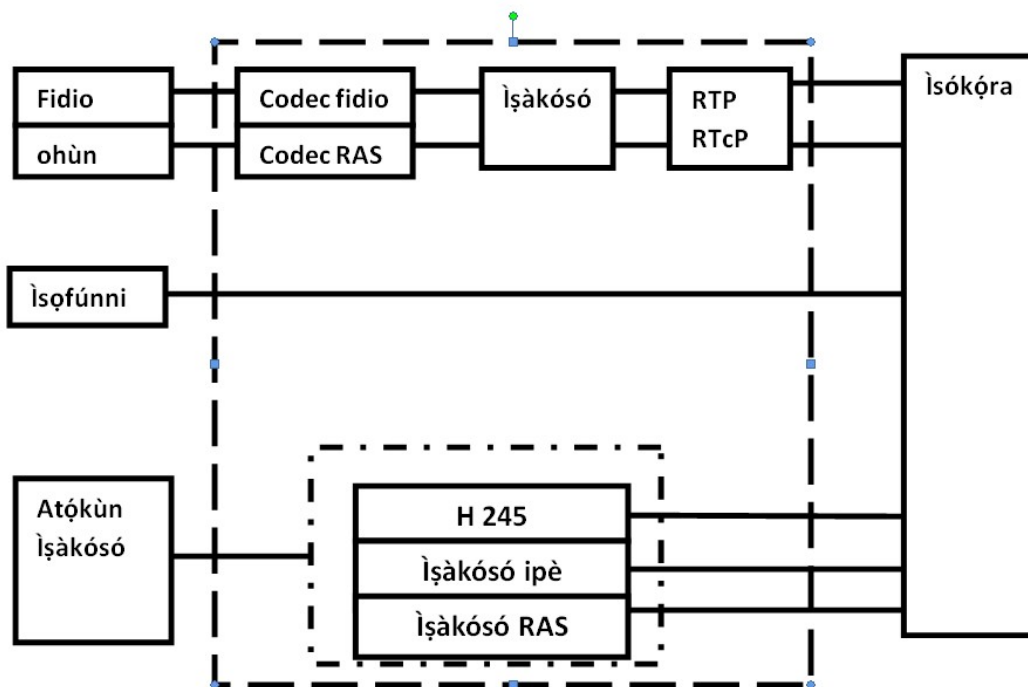 Fidio
ohùn
Codec fidio
Codec RAS
Ìṣàkósó
RTP
RTcP
Ìsókọ́ra
Ìsọfúnni
Atọ́kùn
Ìṣàkósó
H 245
Ìṣàkósó ipè
Ìṣàkósó RAS